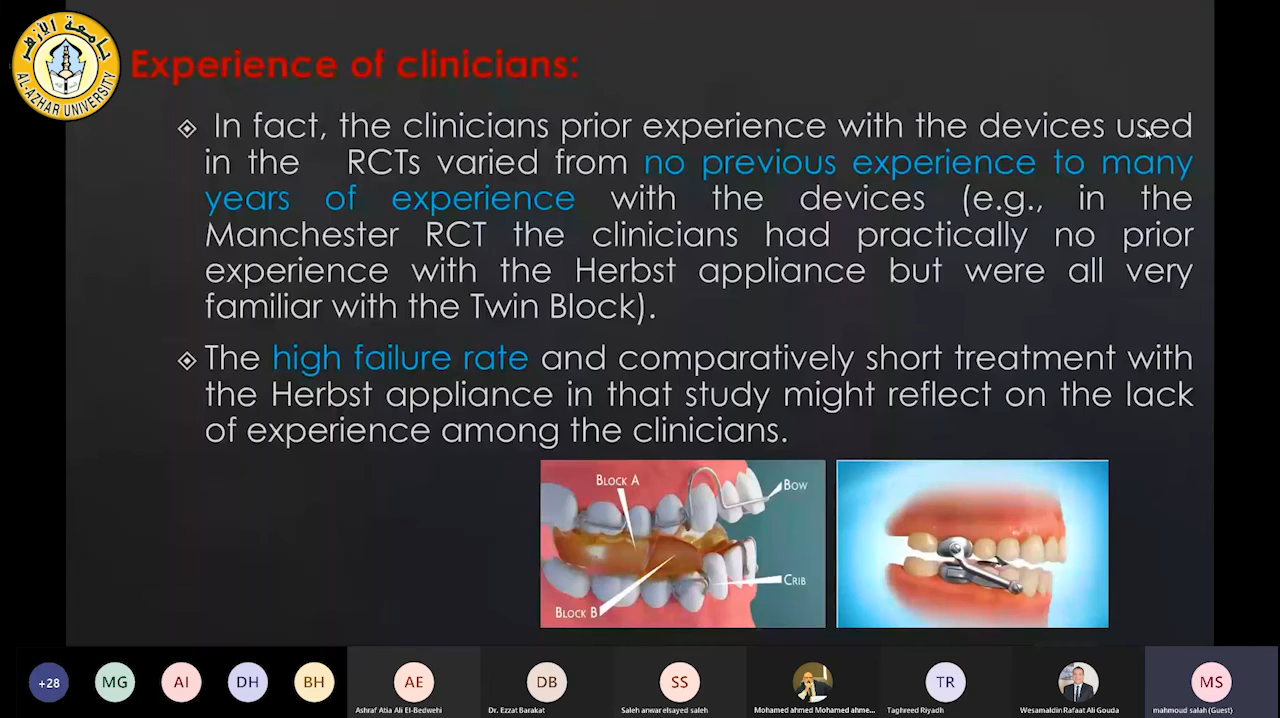 جامعة الأزهر
AL-AZHAR UNIVERSITY
Experience of clinicians:
In fact, the clinicians prior experience with the devices used
in the RCTs varied from no previous experience to many
years of experience with the devices (e.g., in the
Manchester RCT the clinicians had practically no prior
experience with the Herbst appliance but were all very
familiar with the Twin Block).
The high failure rate and comparatively short treatment with
the Herbst appliance in that study might reflect on the lack
of experience among the clinicians.
BLOCK A
BOW
CRIB
BLOCK B
+28
MG
AI
DH
BH
AE
DB
SS
TR
MS
Ashraf Atia Ali El-Bedwehi
Dr. Ezzat Barakat
Saleh anwar elsayed saleh
Mohamed ahmed Mohamed ahme...
Taghreed Riyadh
Wesamaldin Rafaat Ali Gouda
mahmoud salah (Guest)